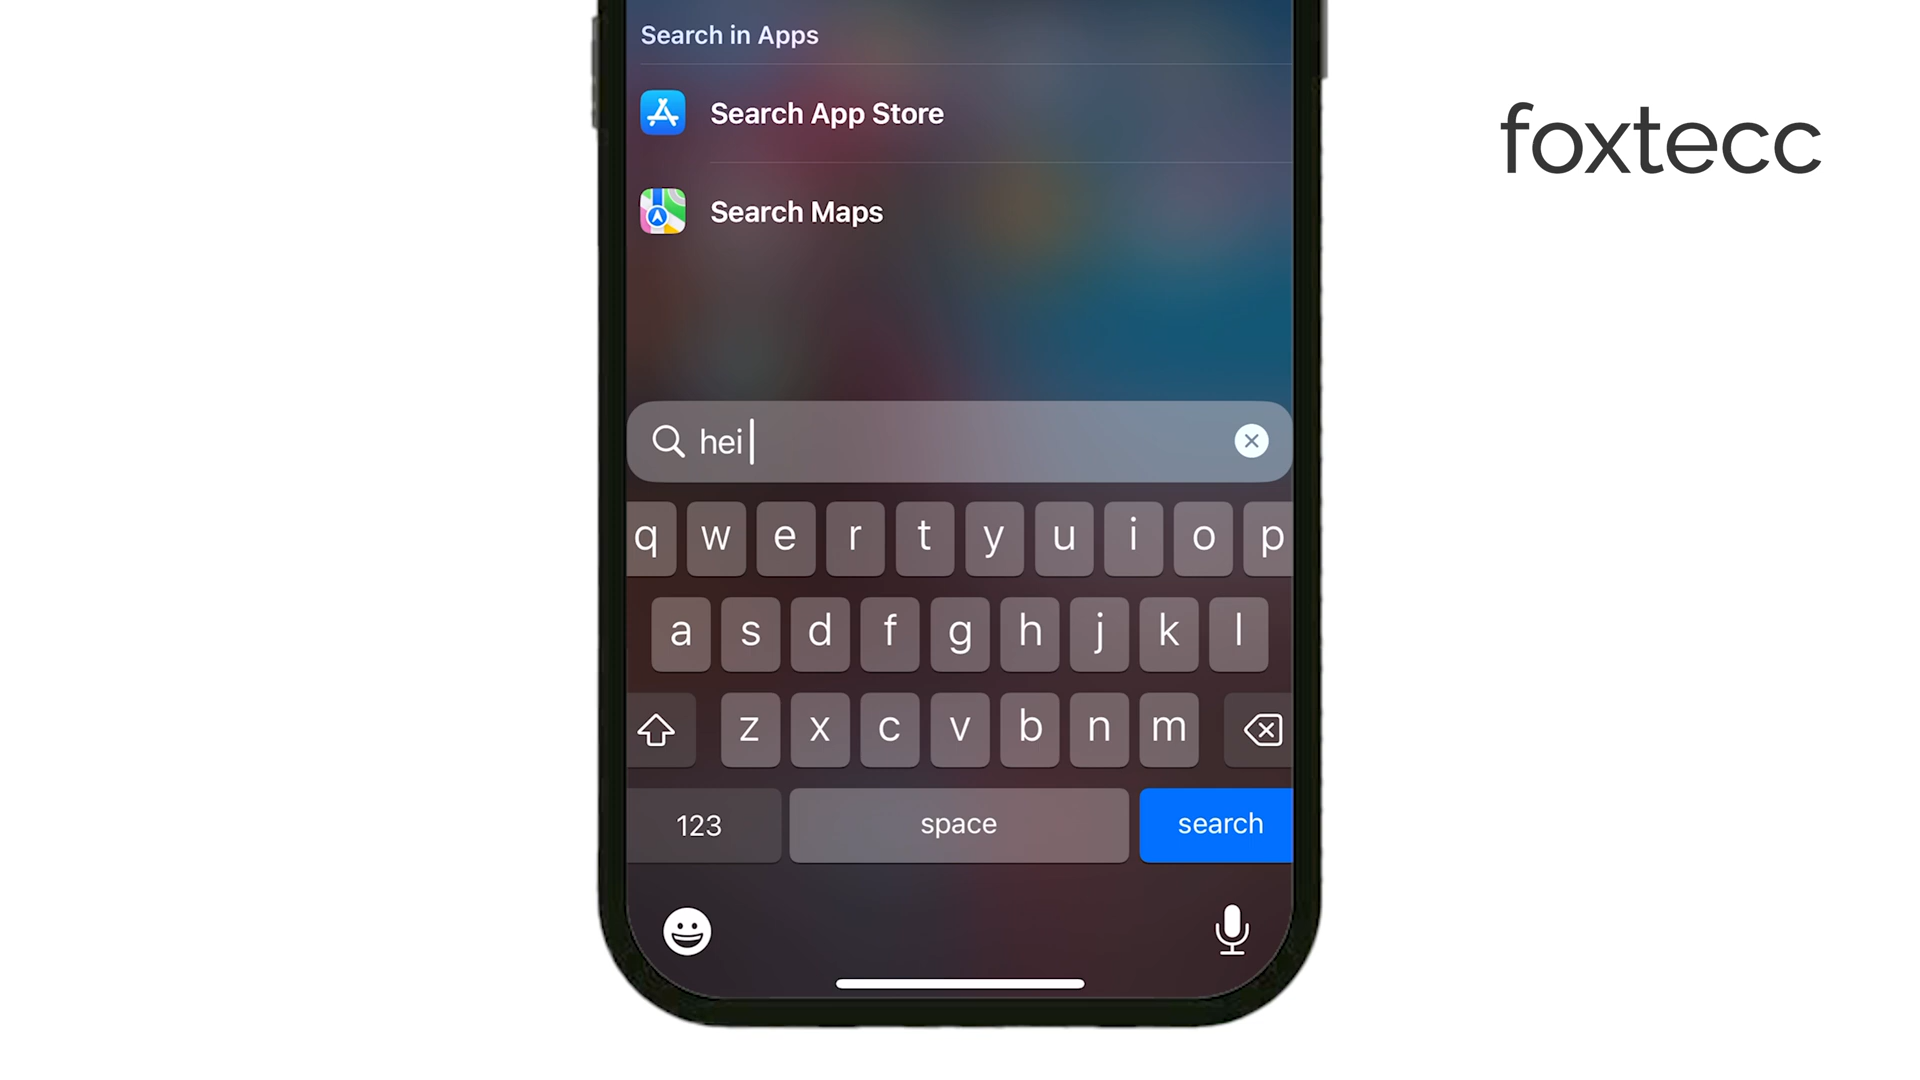 Search in Apps
Search App Store
foxtecc
Search Maps
hei
q w e r t y u i o p
a s d f g h j k l
z x c v b n m
123 space search